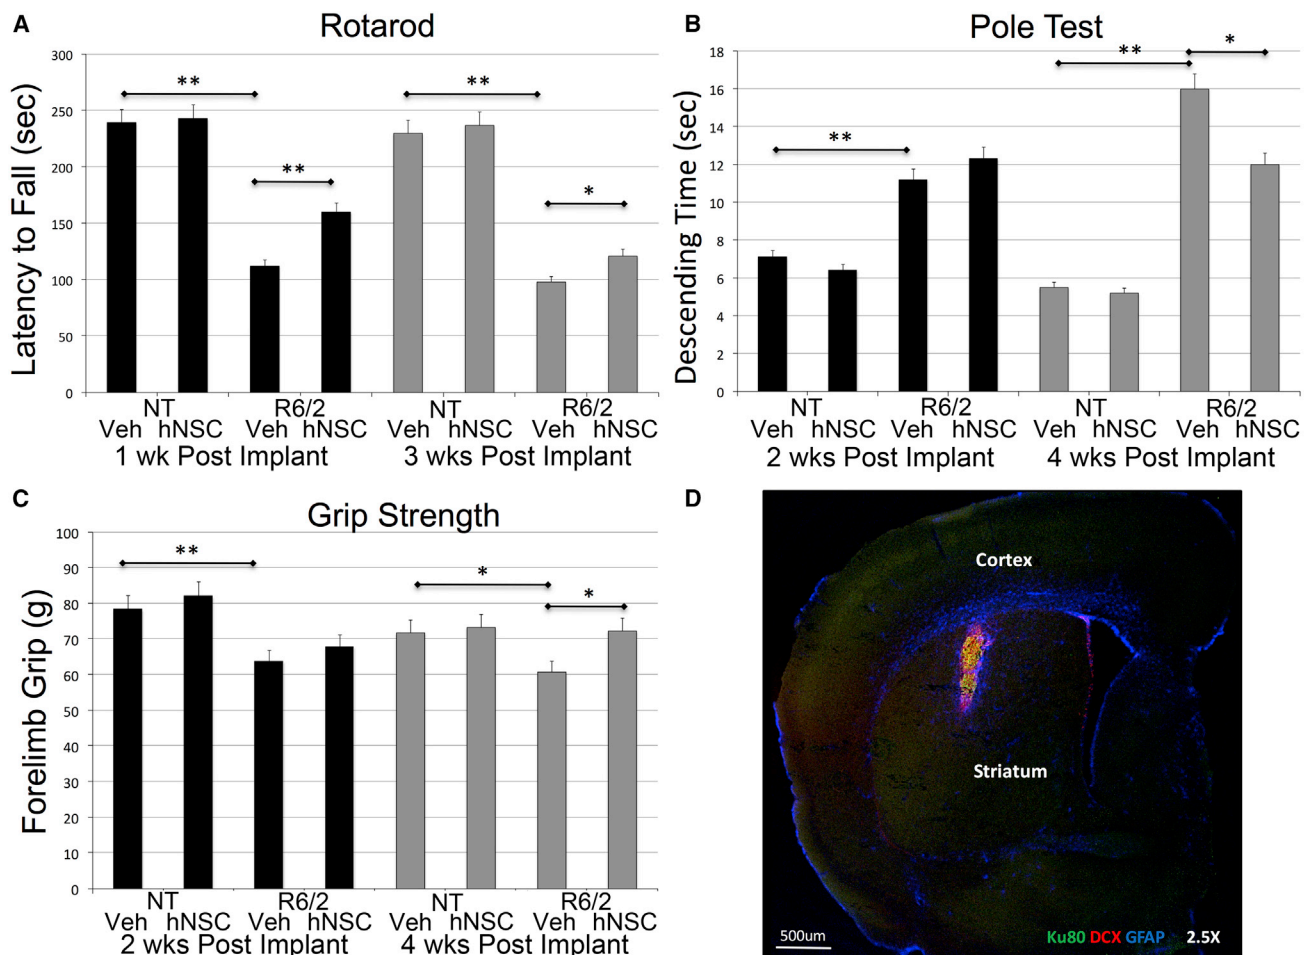 A
Rotarod
Latency to Fall (sec)
300
250
200
150
100
50
0
**
**
**
*
NT R6/2 NT R6/2
Veh hNSC Veh hNSC Veh hNSC Veh hNSC
1 wk Post Implant 3 wks Post Implant
B
Pole Test
Descending Time (sec)
18
16
14
12
10
8
6
4
2
0
**
**
*
NT R6/2 NT R6/2
Veh hNSC Veh hNSC Veh hNSC Veh hNSC
2 wks Post Implant 4 wks Post Implant
C
Grip Strength
Forelimb Grip (g)
100
90
80
70
60
50
40
30
20
10
0
**
*
*
NT R6/2 NT R6/2
Veh hNSC Veh hNSC Veh hNSC Veh hNSC
2 wks Post Implant 4 wks Post Implant
D
Cortex
Striatum
500um
Ku80 DCX GFAP 2.5X